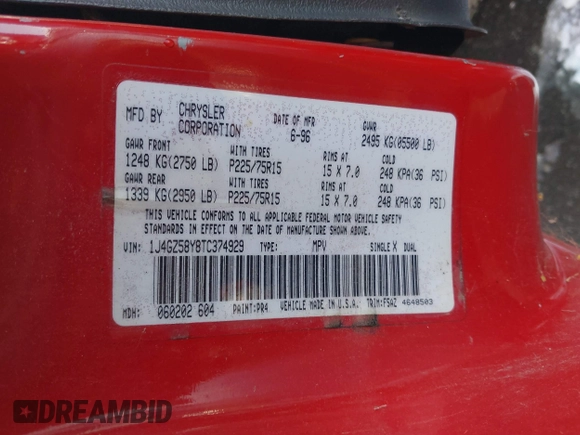 MFD BY CHRYSLER CORPORATION DATE OF MFR 6-96 GVWR 2495 KG(05500 LB)
GAWR FRONT WITH TIRES RIMS AT COLD
1248 KG(2750 LB) P225/75R15 15 X 7.0 248 KPA(36 PSI)
GAWR REAR WITH TIRES RIMS AT COLD
1339 KG(2950 LB) P225/75R15 15 X 7.0 248 KPA(36 PSI)
THIS VEHICLE CONFORMS TO ALL APPLICABLE FEDERAL MOTOR VEHICLE SAFETY
STANDARDS IN EFFECT ON THE DATE OF MANUFACTURE SHOWN ABOVE.
VIN: 1J4GZ58Y8TC374929 TYPE: MPV SINGLE X DUAL
MDH: 060202 604 PAINT:PR4 VEHICLE MADE IN U.S.A. TRIM:F5AZ 4648503
DREAMBID